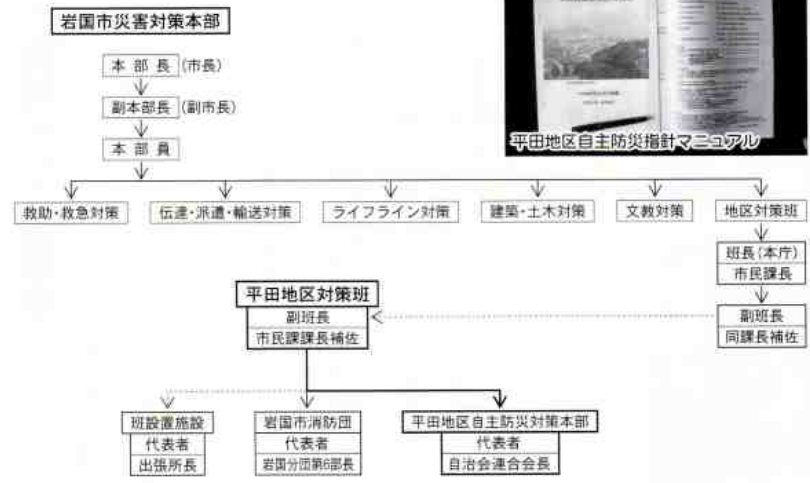 岩国市災害対策本部
本部長(市長)
副本部長(副市長)
本部員
平田地区自主防災指針マニュアル
救助・救急対策
伝達・派遣・輸送対策
ライフライン対策
建築・土木対策
文教対策
地区対策班
班長(本庁)
市民課長
副班長
同課長補佐
平田地区対策班
副班長
市民課課長補佐
班設置施設
代表者
出張所長
岩国市消防団
代表者
岩国分団第6部長
平田地区自主防災対策本部
代表者
自治会連合会長